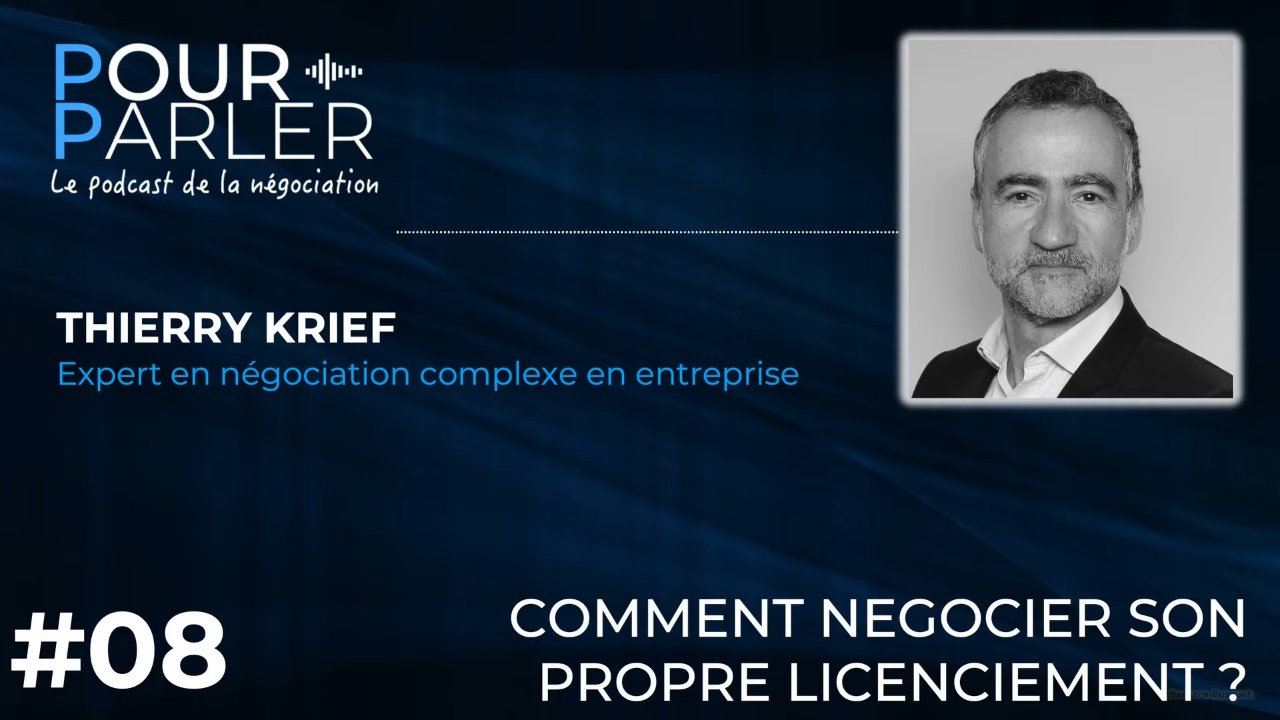 POUR
PARLER
Le podcast de la négociation
THIERRY KRIEF
Expert en négociation complexe en entreprise
#08
COMMENT NEGOCIER SON
PROPRE LICENCIEMENT ?